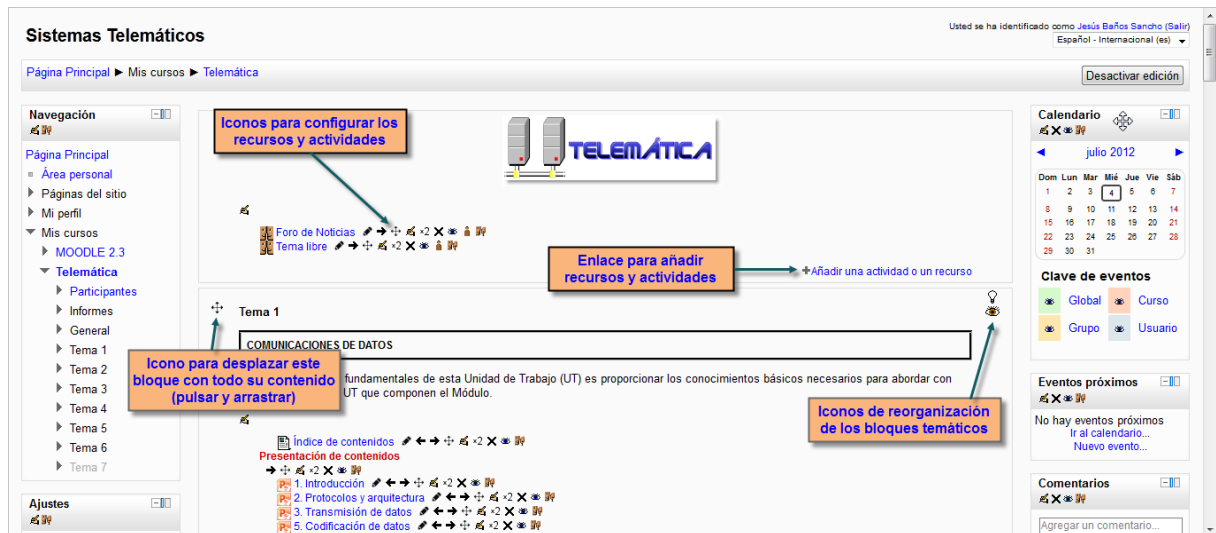 Sistemas Telemáticos
Usted se ha identificado como Jesús Baños Sancho (Salir)
Español - Internacional (es)
Página Principal ► Mis cursos ► Telemática
Desactivar edición
Navegación
Página Principal
Área personal
Páginas del sitio
Mi perfil
Mis cursos
MOODLE 2.3
Telemática
Participantes
Informes
General
Tema 1
Tema 2
Tema 3
Tema 4
Tema 5
Tema 6
Tema 7
Ajustes
Iconos para configurar los
recursos y actividades
TELEMÁTICA
Foro de Noticias ×2
Tema libre ×2
Enlace para añadir
recursos y actividades
Añadir una actividad o un recurso
Tema 1
COMUNICACIONES DE DATOS
Icono para desplazar este
bloque con todo su contenido
(pulsar y arrastrar)
fundamentales de esta Unidad de Trabajo (UT) es proporcionar los conocimientos básicos necesarios para abordar con
UT que componen el Módulo.
Iconos de reorganización
de los bloques temáticos
Índice de contenidos ×2
Presentación de contenidos
×2
1. Introducción ×2
2. Protocolos y arquitectura ×2
3. Transmisión de datos ×2
5. Codificación de datos ×2
Calendario
julio 2012
Dom Lun Mar Mié Jue Vie Sáb
1 2 3 4 5 6 7
8 9 10 11 12 13 14
15 16 17 18 19 20 21
22 23 24 25 26 27 28
29 30 31
Clave de eventos
Global Curso
Grupo Usuario
Eventos próximos
No hay eventos próximos
Ir al calendario...
Nuevo evento...
Comentarios
Agregar un comentario...